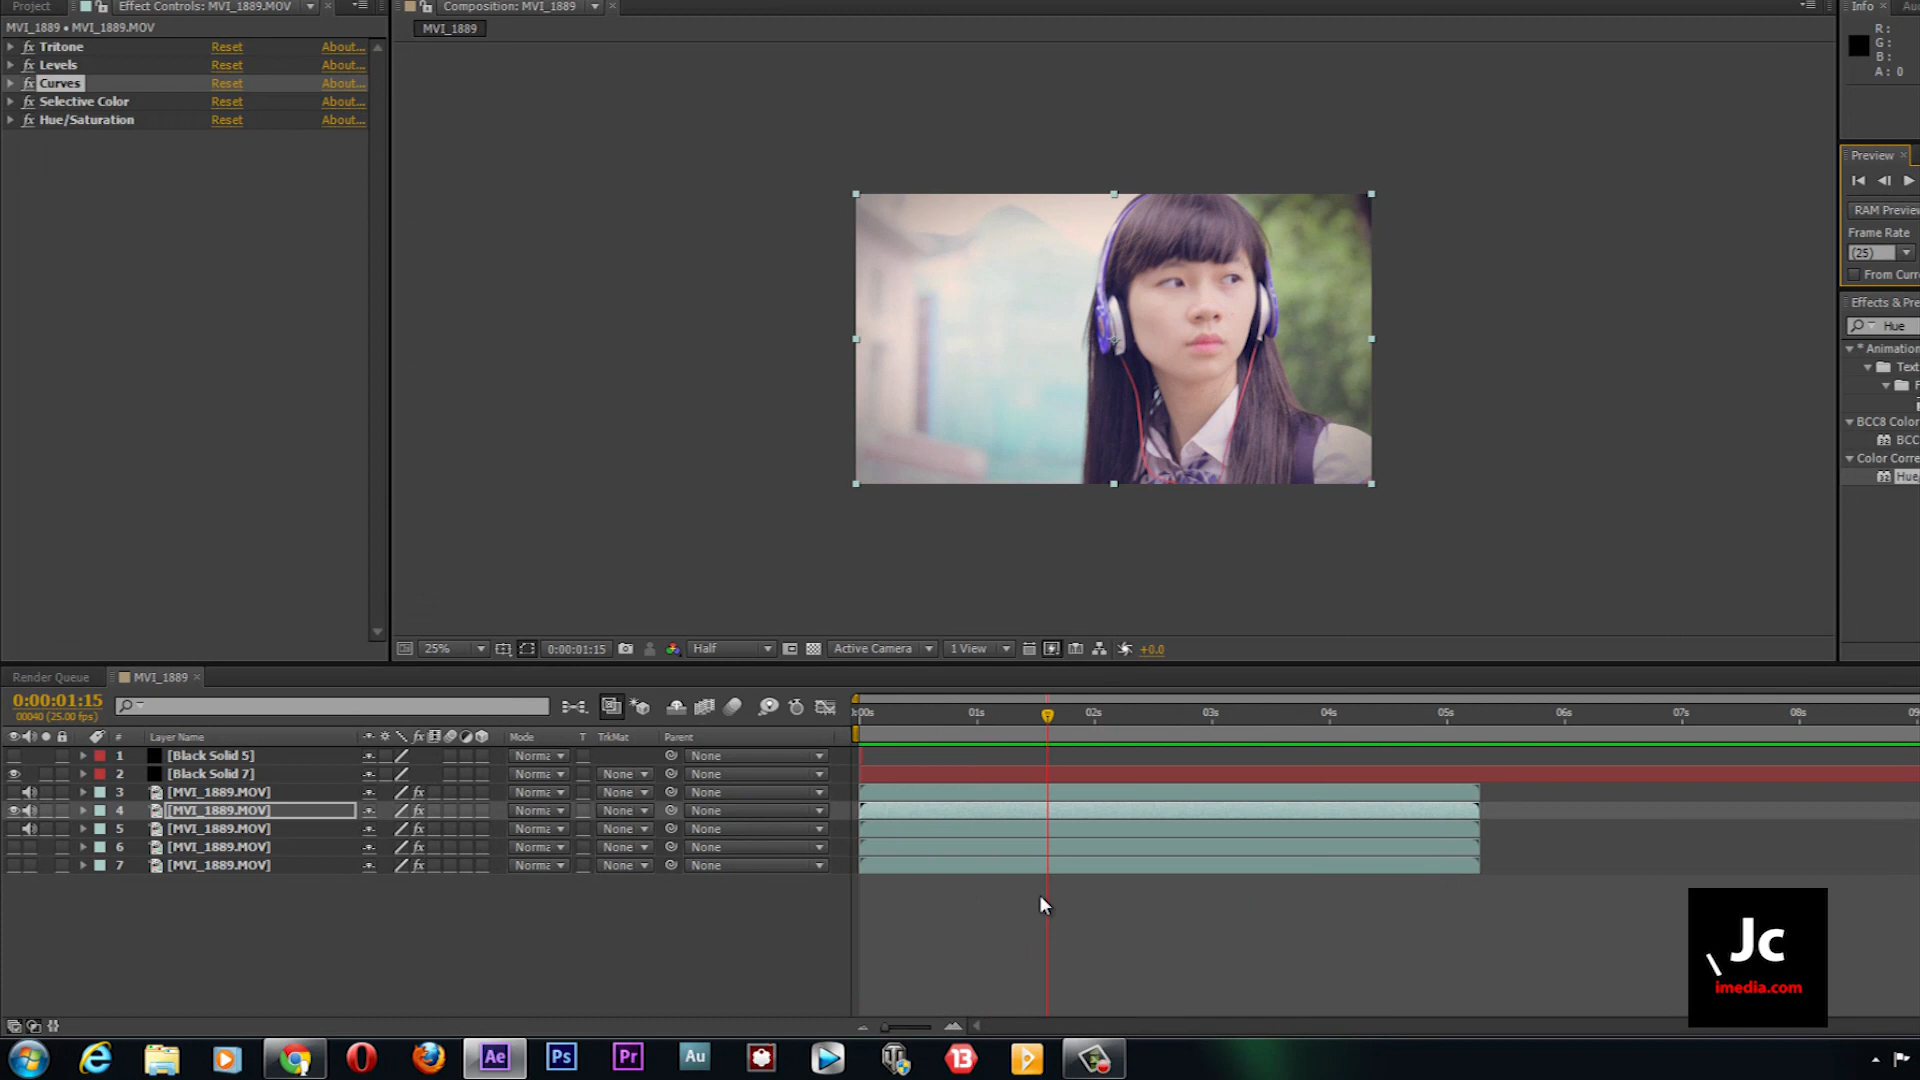 Project
Effect Controls: MVI_1889.MOV
Composition: MVI_1889
Info
MVI_1889 • MVI_1889.MOV
MVI_1889
Tritone Reset About...
Levels Reset About...
Curves Reset About...
Selective Color Reset About...
Hue/Saturation Reset About...
R :
G :
B :
A : 0
Preview
RAM Preview
Frame Rate
(25)
From Curr
Effects & Pre
Hue
* Animation
Text
BCC8 Color
BCC
Color Corre
Hue
25%
0:00:01:15
Half
Active Camera
1 View
+0.0
Render Queue
MVI_1889
0:00:01:15
00040 (25.00 fps)
:00s 01s 02s 03s 04s 05s 06s 07s 08s 09
# Layer Name Mode T TrkMat Parent
1 [Black Solid 5] Norma None
2 [Black Solid 7] Norma None None
3 [MVI_1889.MOV] fx Norma None None
4 [MVI_1889.MOV] fx Norma None None
5 [MVI_1889.MOV] fx Norma None None
6 [MVI_1889.MOV] Norma None None
7 [MVI_1889.MOV] fx Norma None None
Jc
\
imedia.com
Ae Ps Pr Au 13